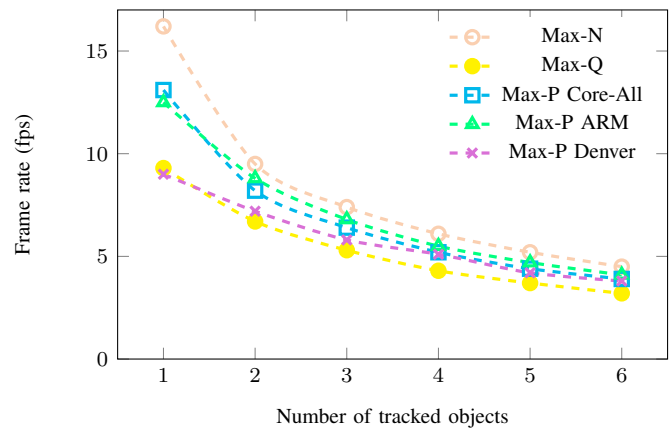 15
10
5
0
Frame rate (fps)
Max-N
Max-Q
Max-P Core-All
Max-P ARM
Max-P Denver
1 2 3 4 5 6
Number of tracked objects